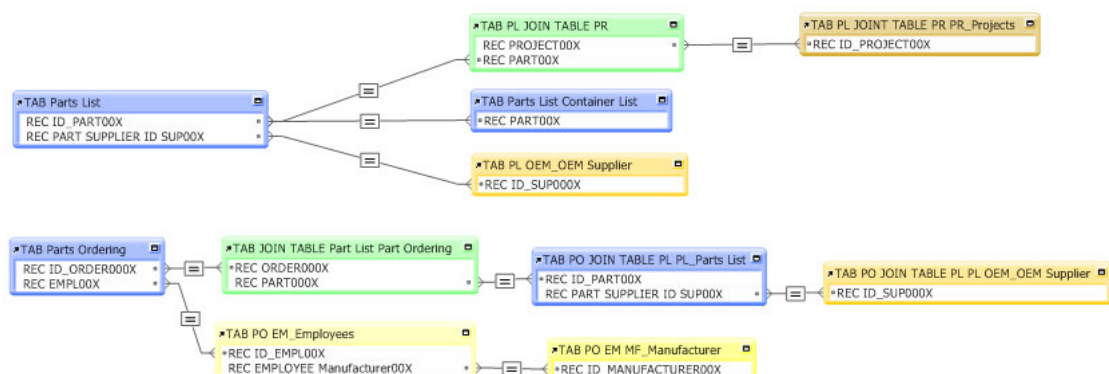 TAB PL JOIN TABLE PR
REC PROJECT00X
REC PART00X
TAB PL JOINT TABLE PR PR_Projects
REC ID_PROJECT00X
TAB Parts List
REC ID_PART00X
REC PART SUPPLIER ID SUP00X
TAB Parts List Container List
REC PART00X
TAB PL OEM_OEM Supplier
REC ID_SUP000X
TAB Parts Ordering
REC ID_ORDER000X
REC EMPL00X
TAB JOIN TABLE Part List Part Ordering
REC ORDER000X
REC PART000X
TAB PO JOIN TABLE PL PL_Parts List
REC ID_PART00X
REC PART SUPPLIER ID SUP00X
TAB PO JOIN TABLE PL PL OEM_OEM Supplier
REC ID_SUP000X
TAB PO EM_Employees
REC ID_EMPL00X
REC EMPLOYEE Manufacturer00X
TAB PO EM MF_Manufacturer
REC ID_MANUFACTURER00X